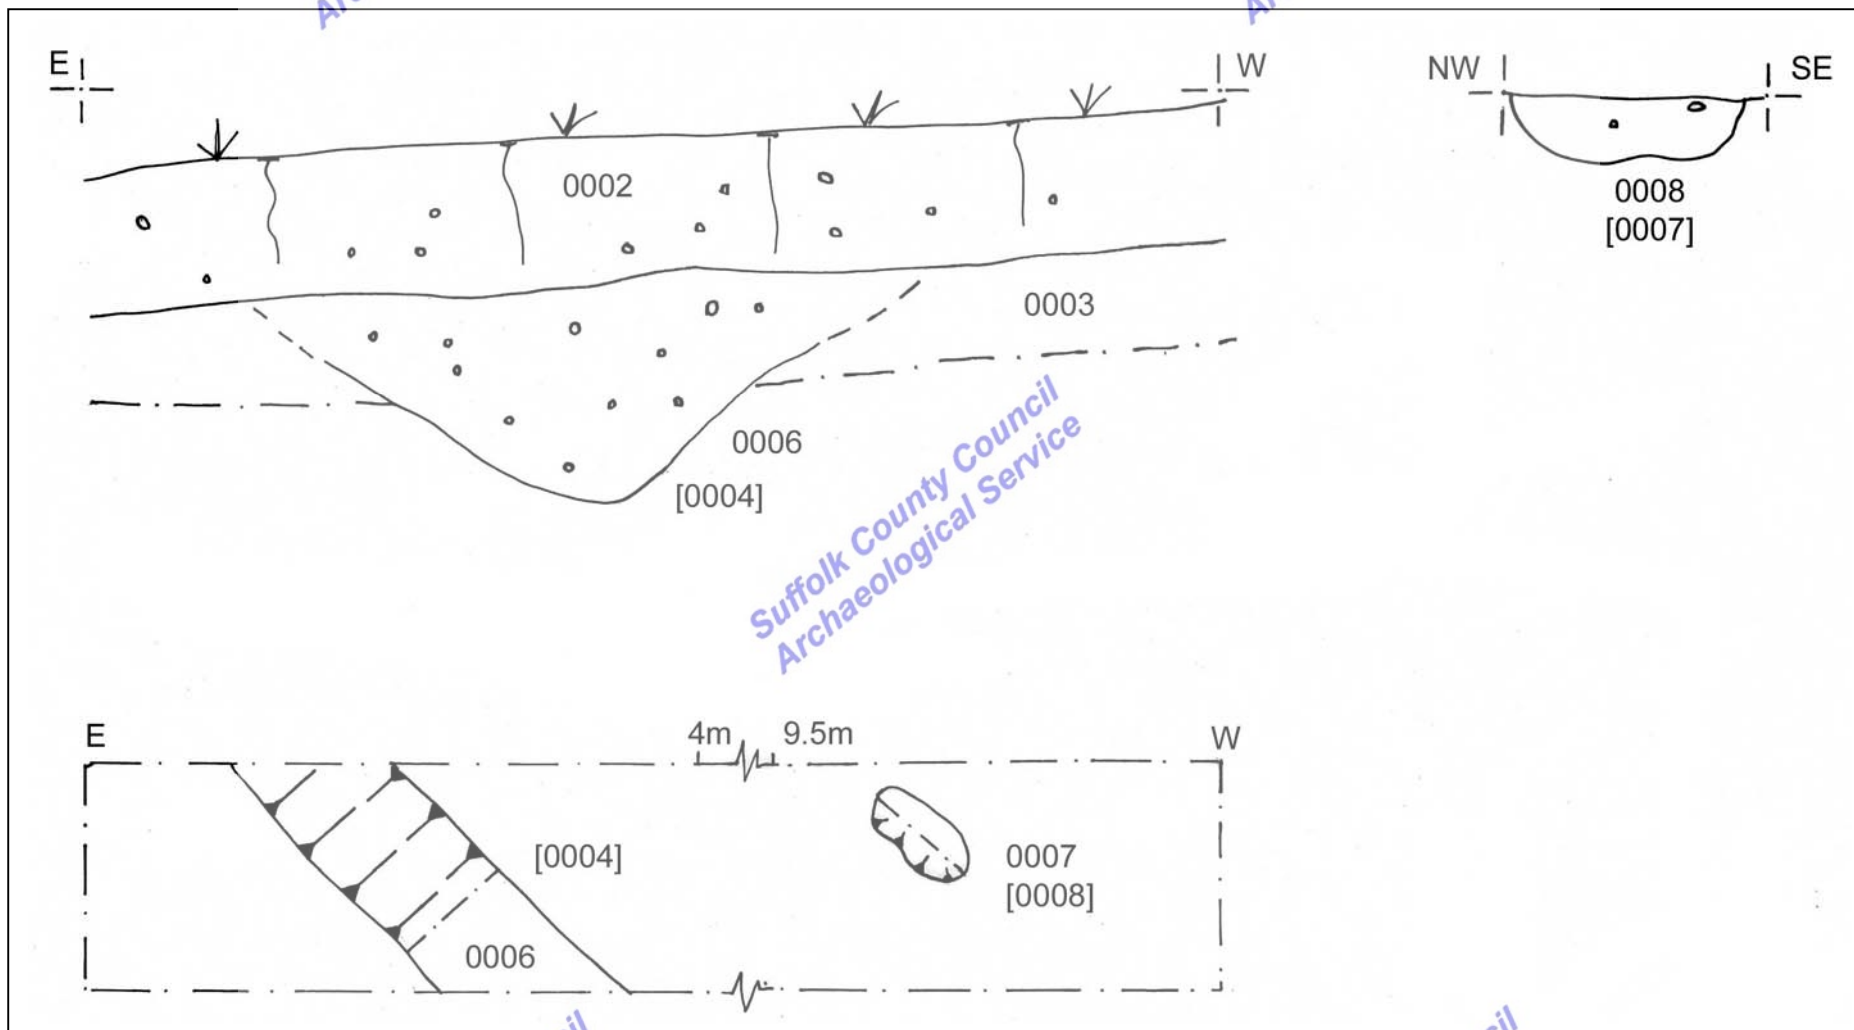 E
W
NW
SE
0002
0008
[0007]
0003
0006
[0004]
Suffolk County Council
Archaeological Service
E
4m
9.5m
W
[0004]
0007
[0008]
0006